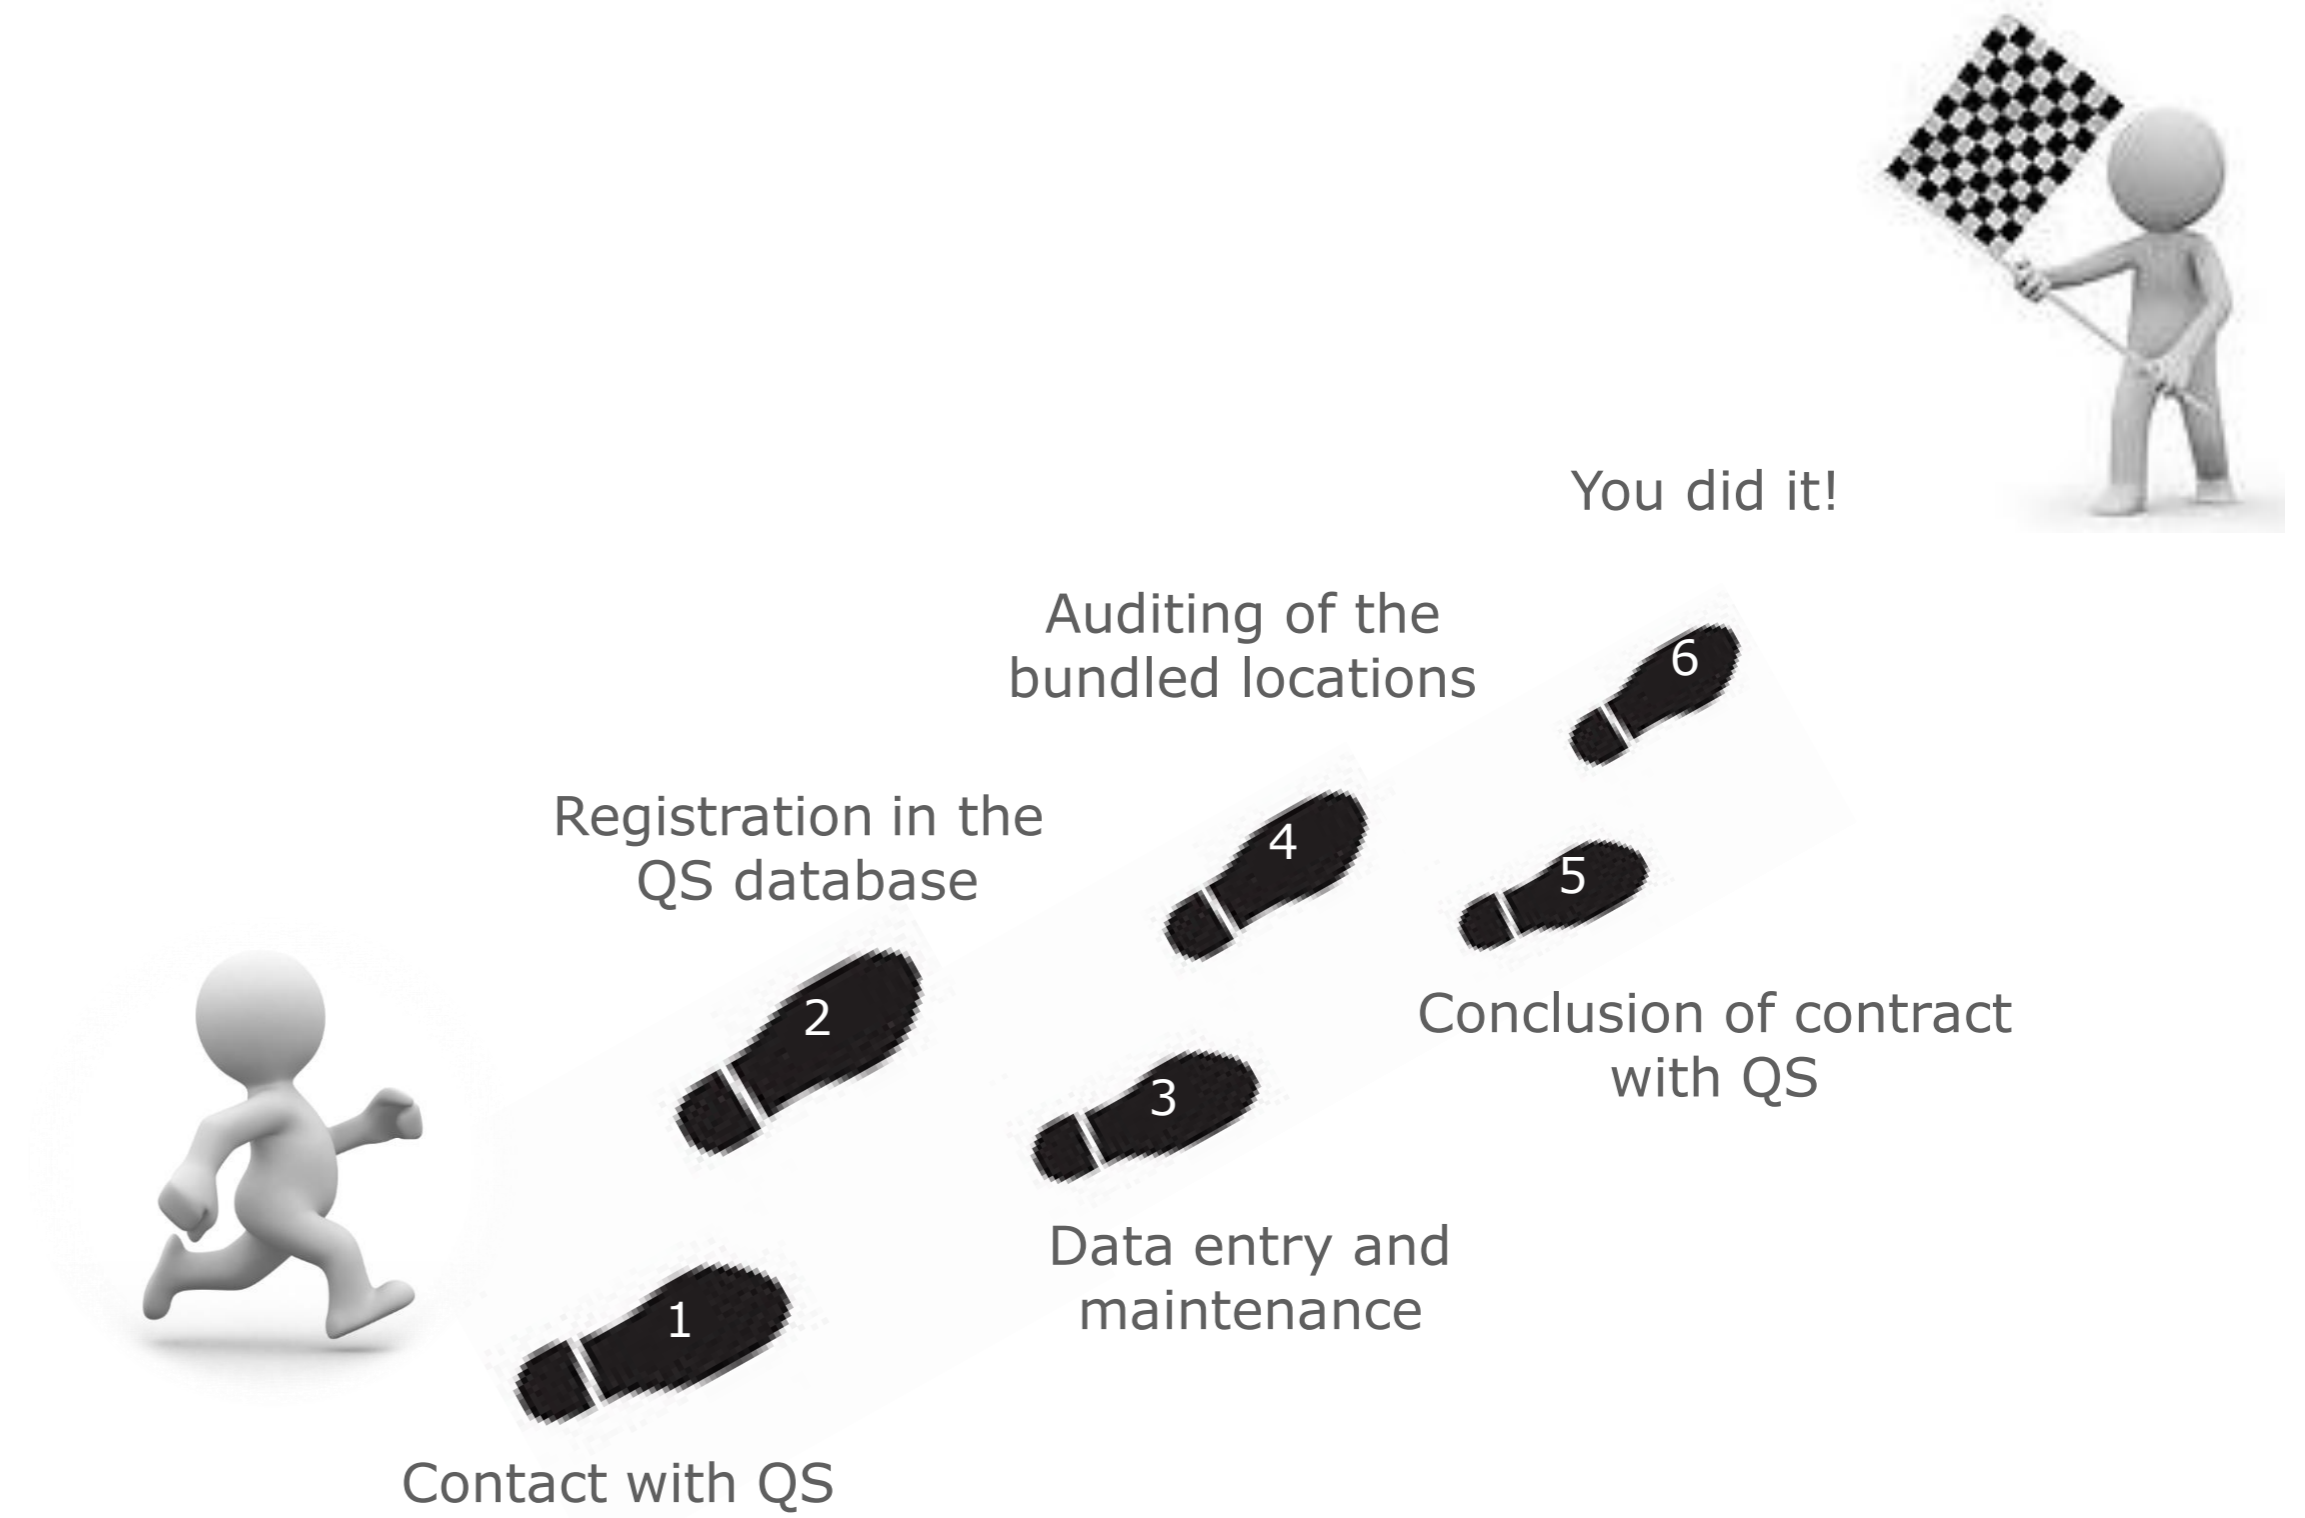 You did it!
Auditing of the
bundled locations
6
Registration in the
QS database
4
5
2
Conclusion of contract
with QS
3
Data entry and
maintenance
1
Contact with QS